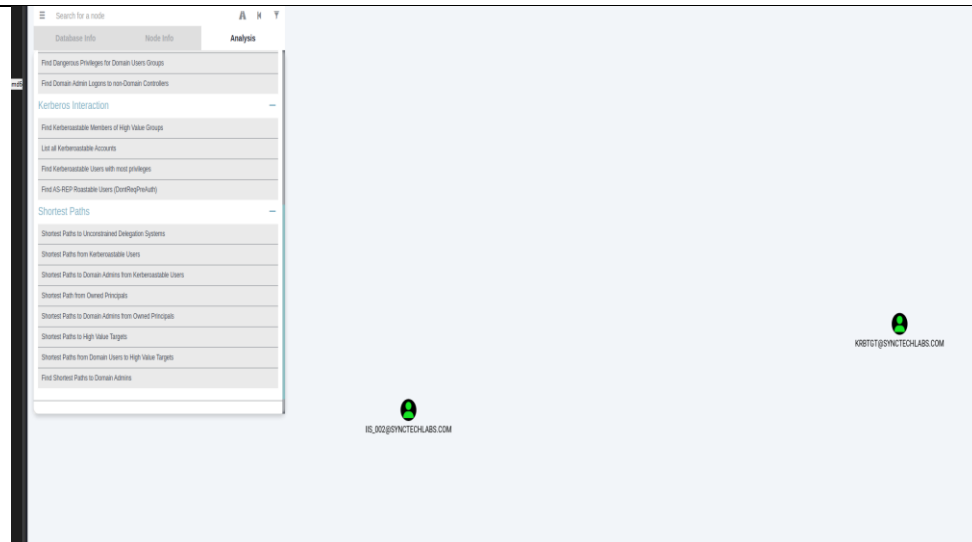 Search for a node
Database Info Node Info Analysis
Find Dangerous Privileges for Domain Users Groups
Find Domain Admin Logons to non-Domain Controllers
md5
Kerberos Interaction
Find Kerberoastable Members of High Value Groups
List all Kerberoastable Accounts
Find Kerberoastable Users with most privileges
Find AS-REP Roastable Users (DontReqPreAuth)
Shortest Paths
Shortest Paths to Unconstrained Delegation Systems
Shortest Paths from Kerberoastable Users
Shortest Paths to Domain Admins from Kerberoastable Users
Shortest Path from Owned Principals
Shortest Paths to Domain Admins from Owned Principals
Shortest Paths to High Value Targets
Shortest Paths from Domain Users to High Value Targets
Find Shortest Paths to Domain Admins
KRBTGT@SYNCTECHLABS.COM
IIS_002@SYNCTECHLABS.COM